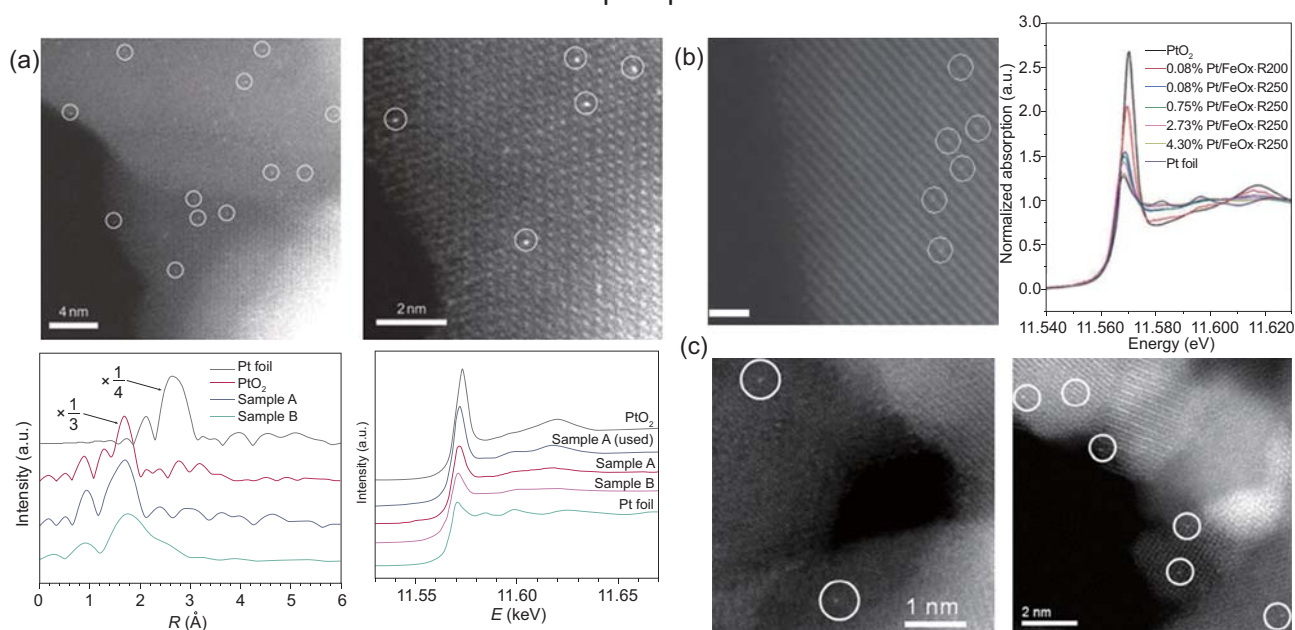 (a)
4 nm
2 nm
(b)
3.0
2.5
2.0
1.5
1.0
0.5
0.0
Normalized absorption (a.u.)
PtO2
0.08% Pt/FeOx·R200
0.08% Pt/FeOx·R250
0.75% Pt/FeOx·R250
2.73% Pt/FeOx·R250
4.30% Pt/FeOx·R250
Pt foil
11.540 11.560 11.580 11.600 11.620
Energy (eV)
×1/4
×1/3
Pt foil
PtO2
Sample A
Sample B
Intensity (a.u.)
0 1 2 3 4 5 6
R (Å)
Intensity (a.u.)
PtO2
Sample A (used)
Sample A
Sample B
Pt foil
11.55 11.60 11.65
E (keV)
(c)
1 nm
2 nm